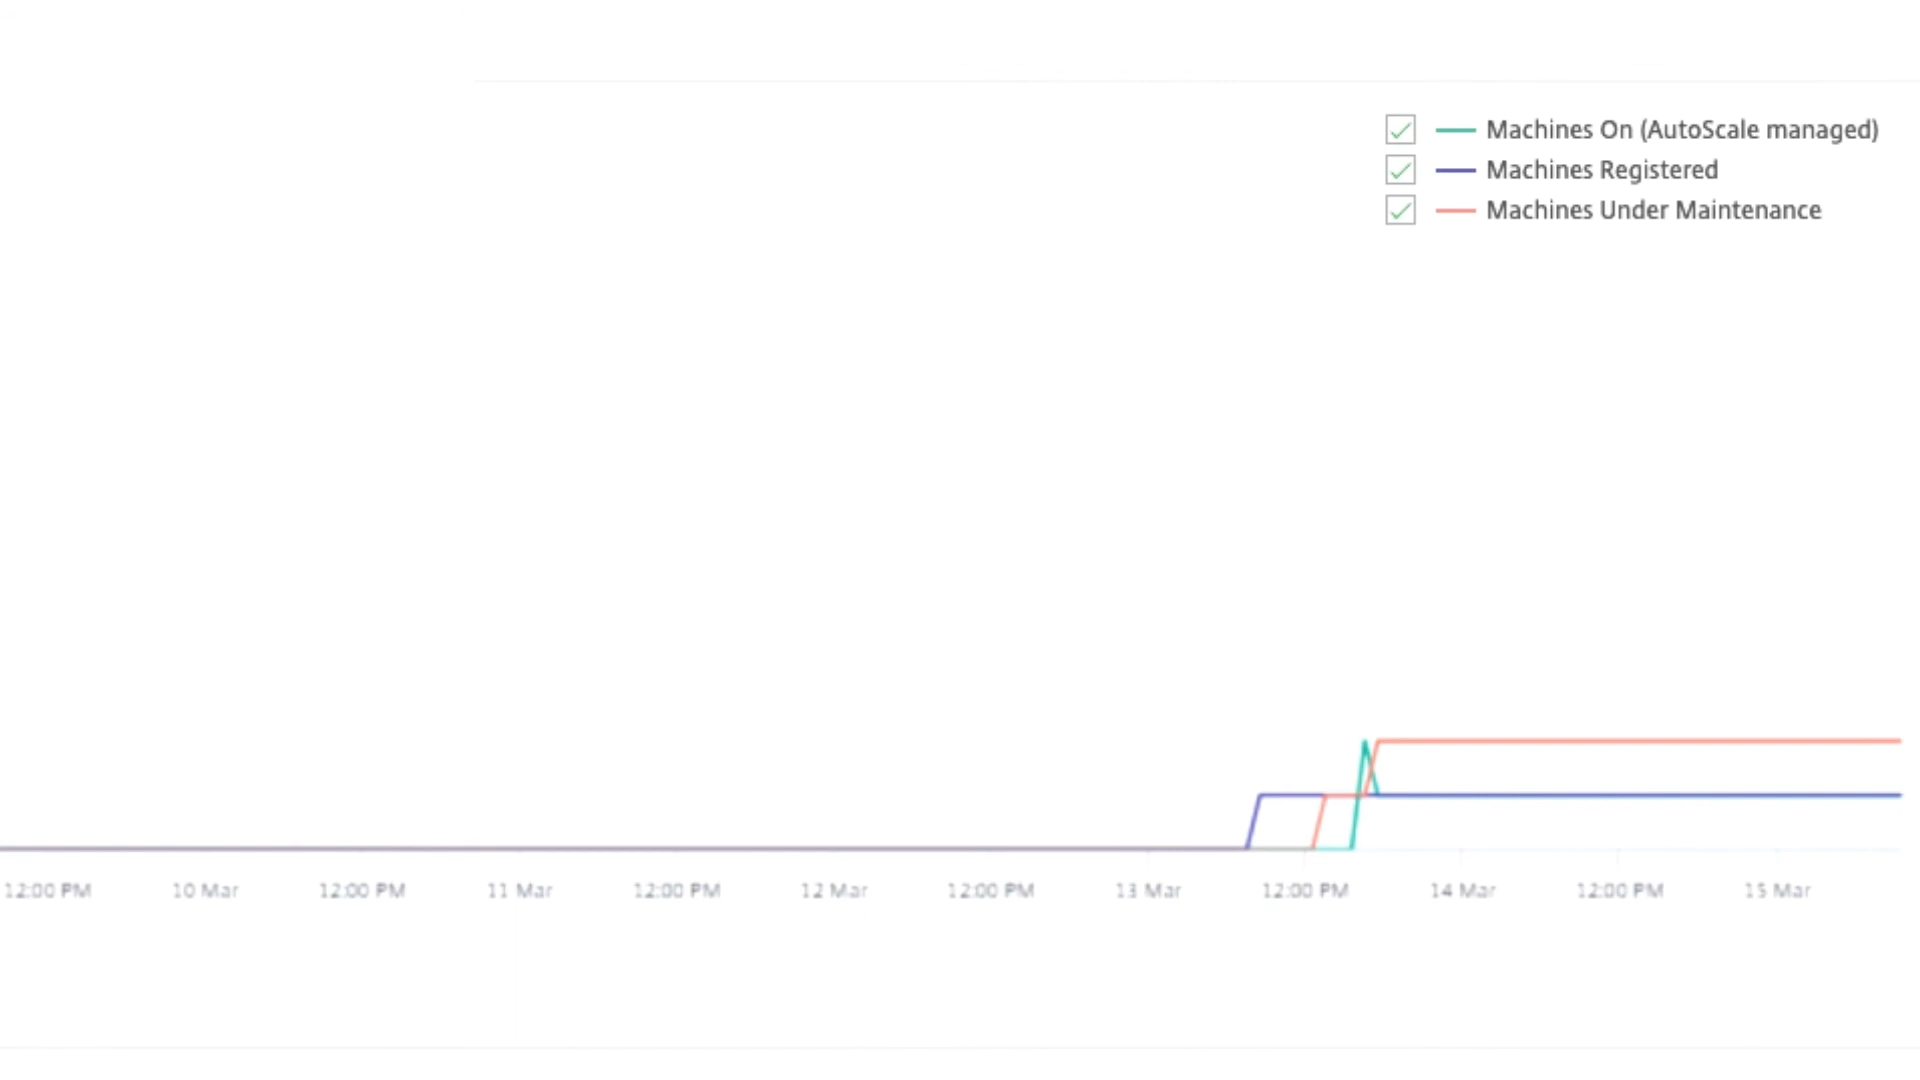 Machines On (AutoScale managed)
Machines Registered
Machines Under Maintenance
12:00 PM 10 Mar 12:00 PM 11 Mar 12:00 PM 12 Mar 12:00 PM 13 Mar 12:00 PM 14 Mar 12:00 PM 15 Mar